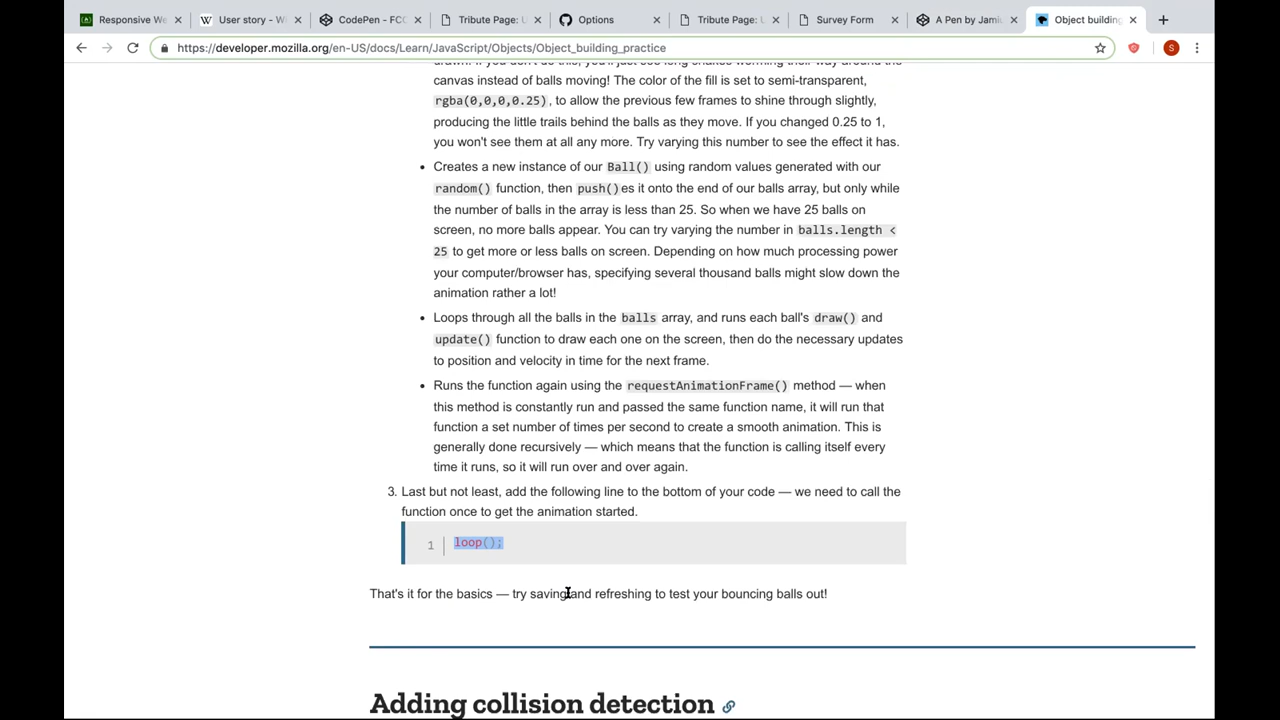 Responsive We
User story - Wi
CodePen - FCC
Tribute Page: L
Options
Tribute Page: L
Survey Form
A Pen by Jamiu
Object building
https://developer.mozilla.org/en-US/docs/Learn/JavaScript/Objects/Object_building_practice
S
canvas instead of balls moving! The color of the fill is set to semi-transparent,
rgba(0,0,0,0.25), to allow the previous few frames to shine through slightly,
producing the little trails behind the balls as they move. If you changed 0.25 to 1,
you won't see them at all any more. Try varying this number to see the effect it has.
• Creates a new instance of our Ball() using random values generated with our
random() function, then push()es it onto the end of our balls array, but only while
the number of balls in the array is less than 25. So when we have 25 balls on
screen, no more balls appear. You can try varying the number in balls.length <
25 to get more or less balls on screen. Depending on how much processing power
your computer/browser has, specifying several thousand balls might slow down the
animation rather a lot!
• Loops through all the balls in the balls array, and runs each ball's draw() and
update() function to draw each one on the screen, then do the necessary updates
to position and velocity in time for the next frame.
• Runs the function again using the requestAnimationFrame() method — when
this method is constantly run and passed the same function name, it will run that
function a set number of times per second to create a smooth animation. This is
generally done recursively — which means that the function is calling itself every
time it runs, so it will run over and over again.
3. Last but not least, add the following line to the bottom of your code — we need to call the
function once to get the animation started.
1 loop();
That's it for the basics — try saving and refreshing to test your bouncing balls out!
Adding collision detection